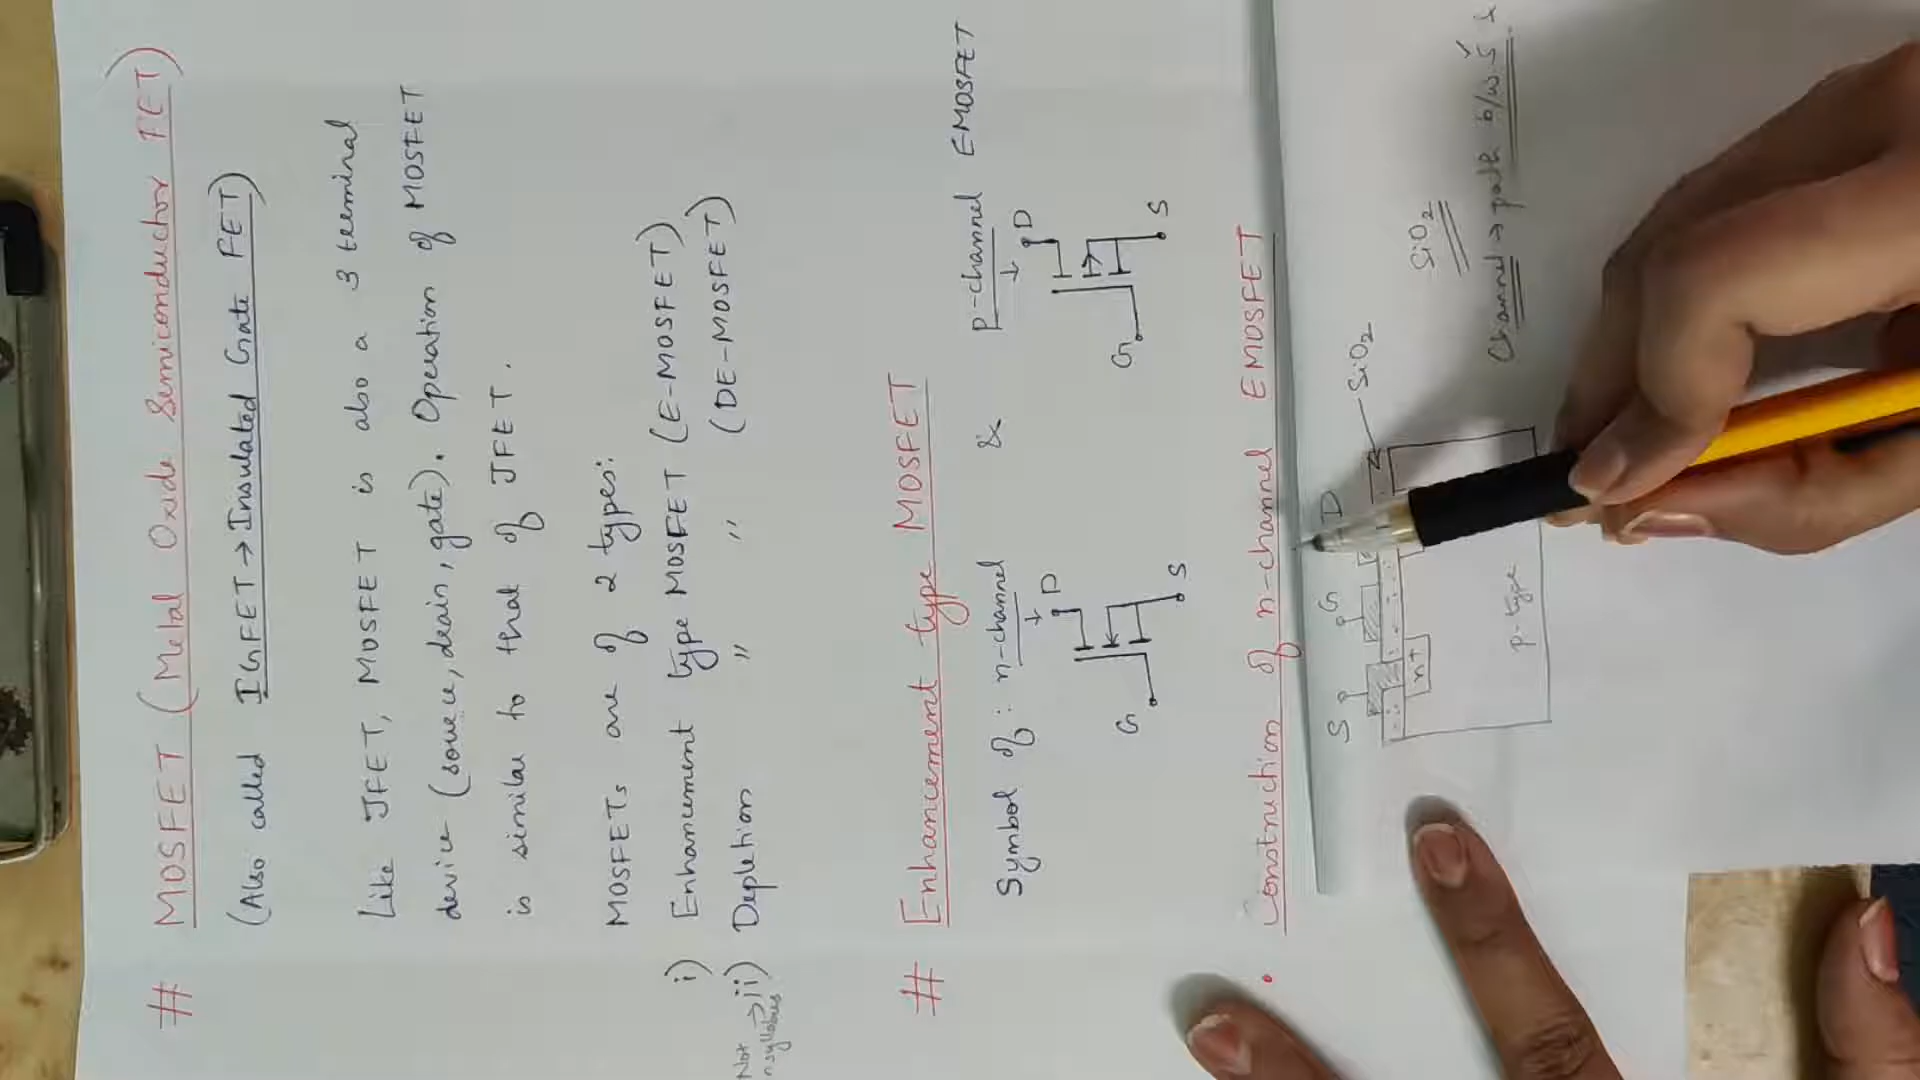 # MOSFET (Metal Oxide Semiconductor FET)
(Also called IGFET → Insulated Gate FET)
Like JFET, MOSFET is also a 3 terminal
device (source, drain, gate). Operation of MOSFET
is similar to that of JFET.
MOSFETs are of 2 types:
i) Enhancement type MOSFET (E-MOSFET)
Not →ii) Depletion " " (DE-MOSFET)
syllabus
# Enhancement type MOSFET
Symbol of : n-channel & p-channel EMOSFET
↓ ↓
D D
G G
S S
• Construction of n-channel EMOSFET
S G D SiO2
n+
p-type
SiO2
Channel → path b/w S &